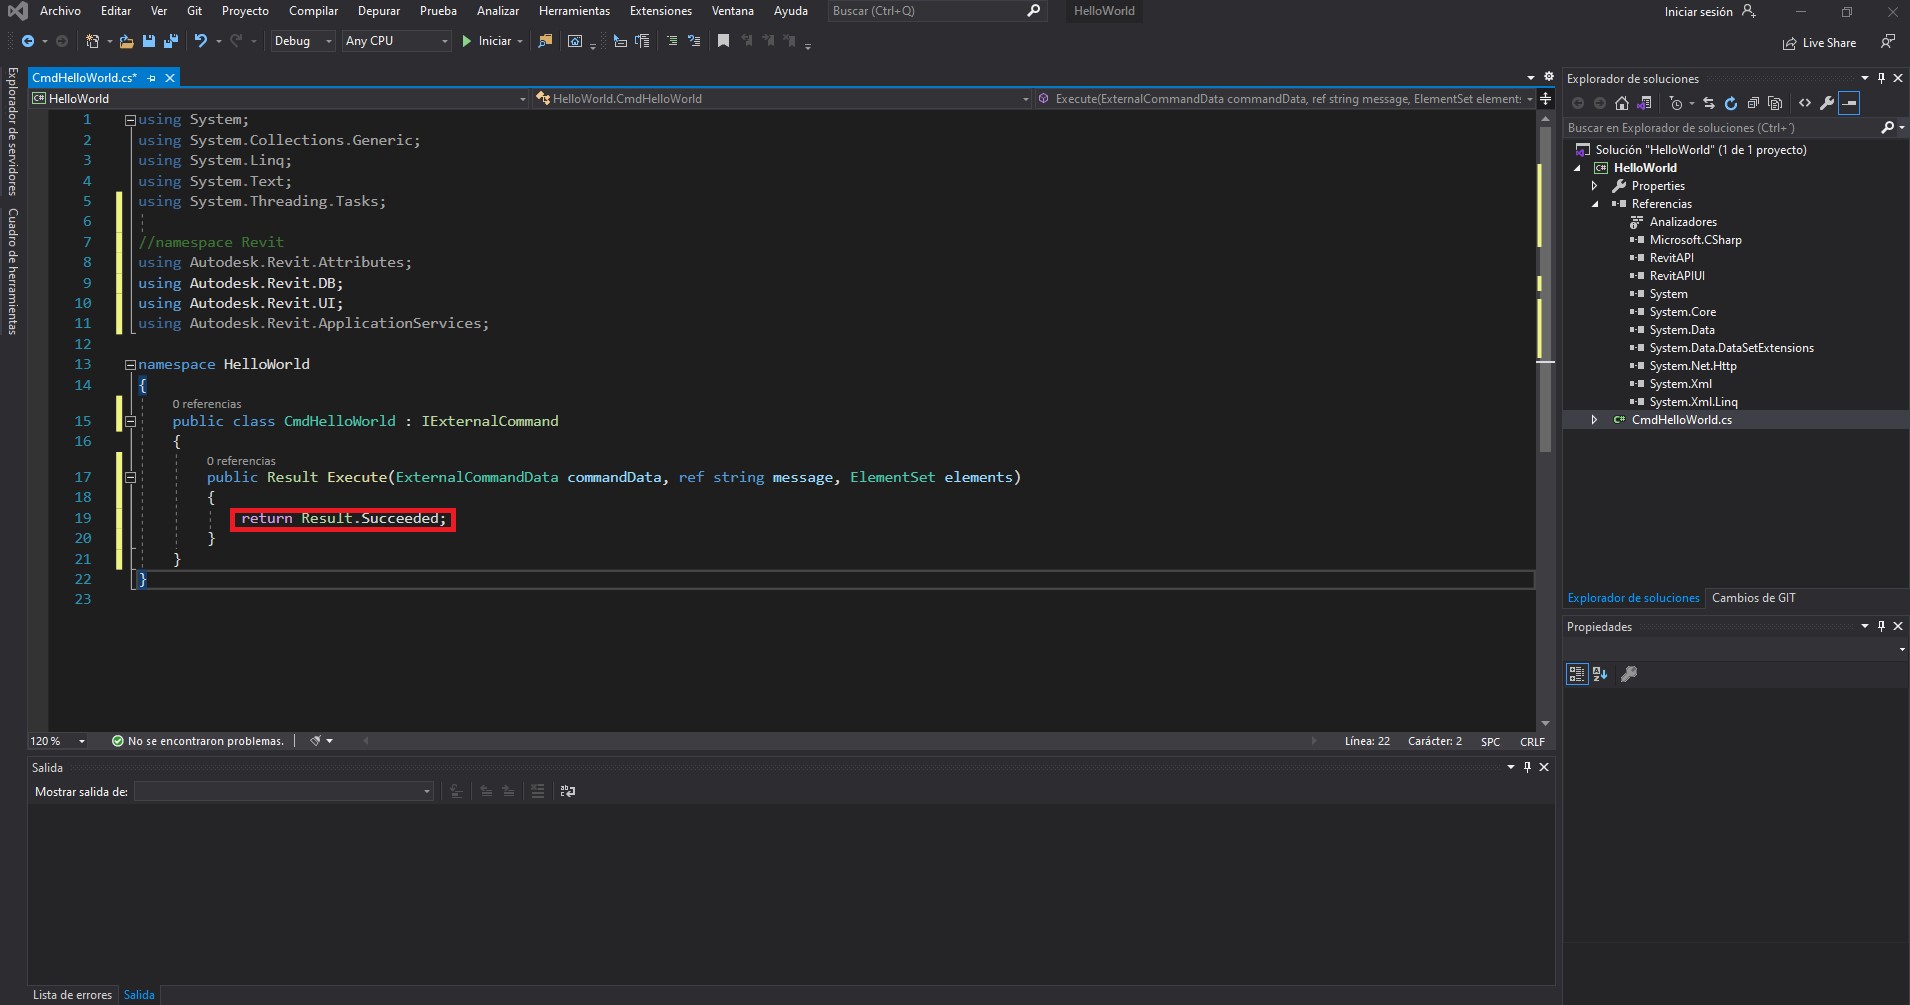 Archivo Editar Ver Git Proyecto Compilar Depurar Prueba Analizar Herramientas Extensiones Ventana Ayuda Buscar (Ctrl+Q) HelloWorld Iniciar sesión
Debug Any CPU Iniciar Live Share
Explorador de servidores
Cuadro de herramientas
CmdHelloWorld.cs*
HelloWorld HelloWorld.CmdHelloWorld Execute(ExternalCommandData commandData, ref string message, ElementSet elements
1 using System;
2 using System.Collections.Generic;
3 using System.Linq;
4 using System.Text;
5 using System.Threading.Tasks;
6
7 //namespace Revit
8 using Autodesk.Revit.Attributes;
9 using Autodesk.Revit.DB;
10 using Autodesk.Revit.UI;
11 using Autodesk.Revit.ApplicationServices;
12
13 namespace HelloWorld
14 {
0 referencias
15 public class CmdHelloWorld : IExternalCommand
16 {
0 referencias
17 public Result Execute(ExternalCommandData commandData, ref string message, ElementSet elements)
18 {
19 return Result.Succeeded;
20 }
21 }
22 }
23
120 % No se encontraron problemas. Línea: 22 Carácter: 2 SPC CRLF
Salida
Mostrar salida de:
Lista de errores Salida
Explorador de soluciones
Buscar en Explorador de soluciones (Ctrl+´)
Solución "HelloWorld" (1 de 1 proyecto)
HelloWorld
Properties
Referencias
Analizadores
Microsoft.CSharp
RevitAPI
RevitAPIUI
System
System.Core
System.Data
System.Data.DataSetExtensions
System.Net.Http
System.Xml
System.Xml.Linq
CmdHelloWorld.cs
Explorador de soluciones Cambios de GIT
Propiedades